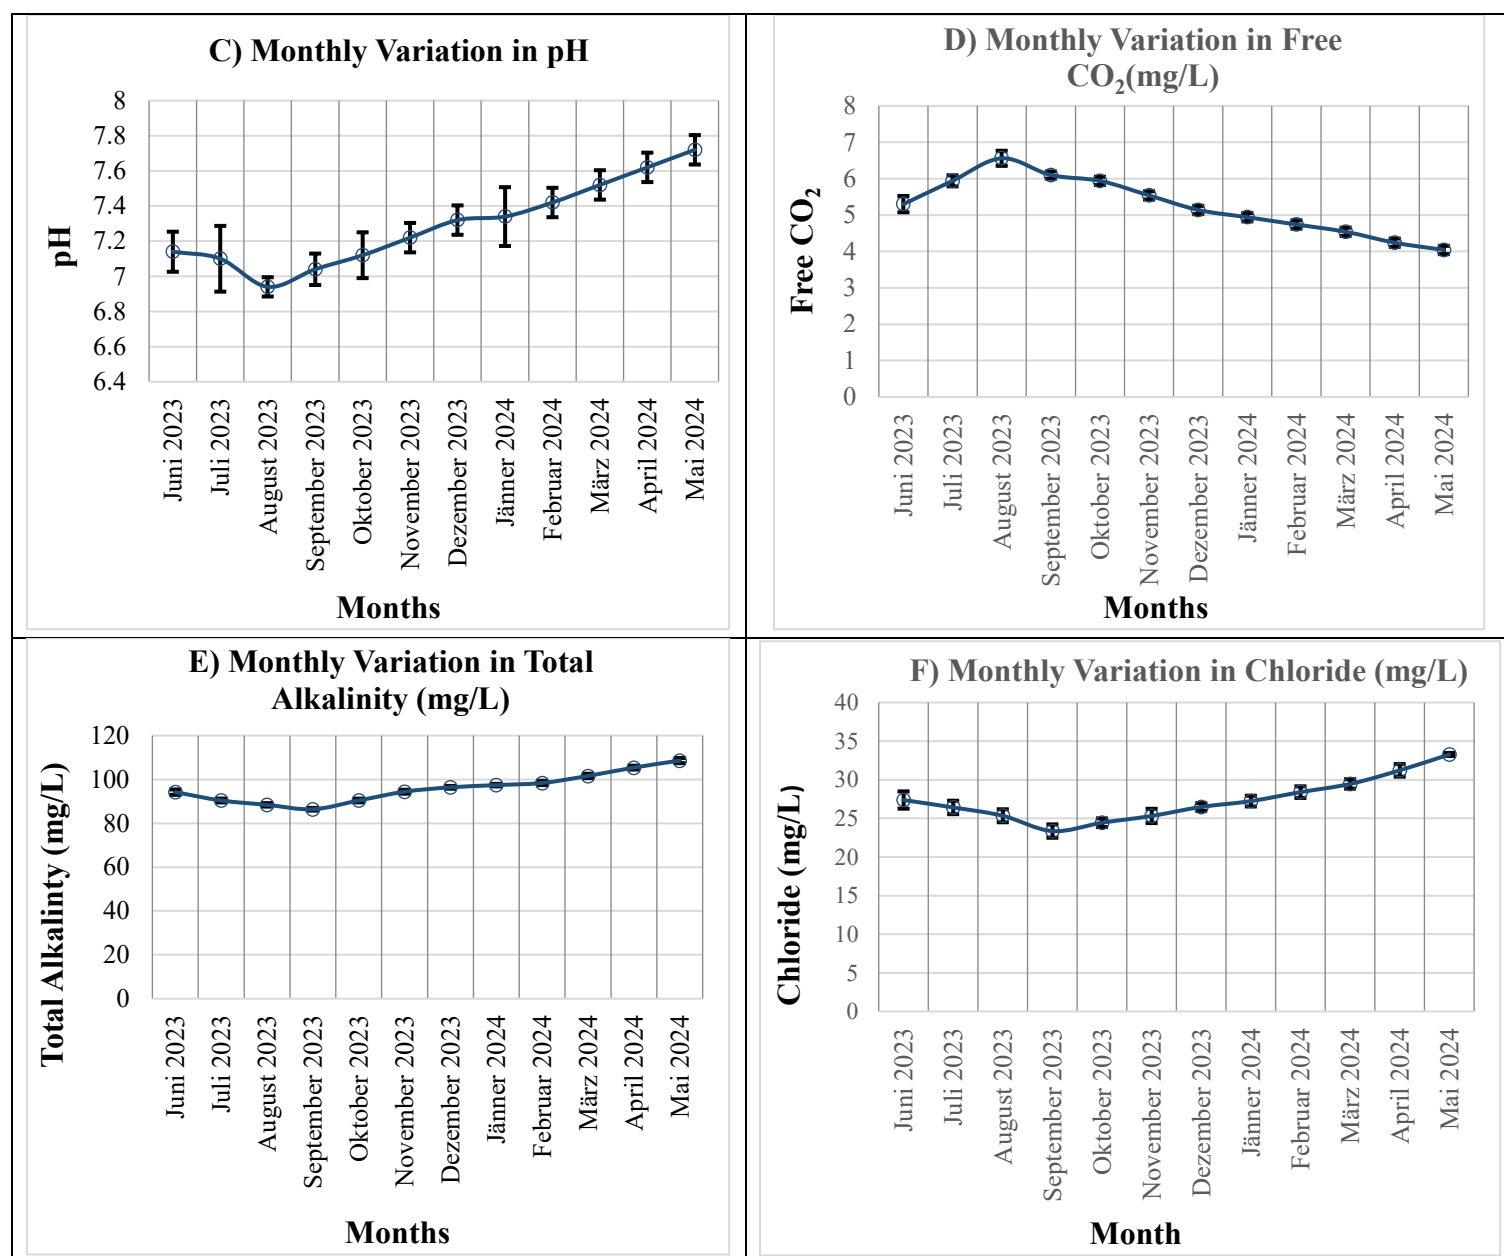 C) Monthly Variation in pH
pH
8
7.8
7.6
7.4
7.2
7
6.8
6.6
6.4
Juni 2023
Juli 2023
August 2023
September 2023
Oktober 2023
November 2023
Dezember 2023
Jänner 2024
Februar 2024
März 2024
April 2024
Mai 2024
Months
D) Monthly Variation in Free
CO₂(mg/L)
Free CO₂
8
7
6
5
4
3
2
1
0
Juni 2023
Juli 2023
August 2023
September 2023
Oktober 2023
November 2023
Dezember 2023
Jänner 2024
Februar 2024
März 2024
April 2024
Mai 2024
Months
E) Monthly Variation in Total
Alkalinity (mg/L)
Total Alkalinty (mg/L)
120
100
80
60
40
20
0
Juni 2023
Juli 2023
August 2023
September 2023
Oktober 2023
November 2023
Dezember 2023
Jänner 2024
Februar 2024
März 2024
April 2024
Mai 2024
Months
F) Monthly Variation in Chloride (mg/L)
Chloride (mg/L)
40
35
30
25
20
15
10
5
0
Juni 2023
Juli 2023
August 2023
September 2023
Oktober 2023
November 2023
Dezember 2023
Jänner 2024
Februar 2024
März 2024
April 2024
Mai 2024
Month